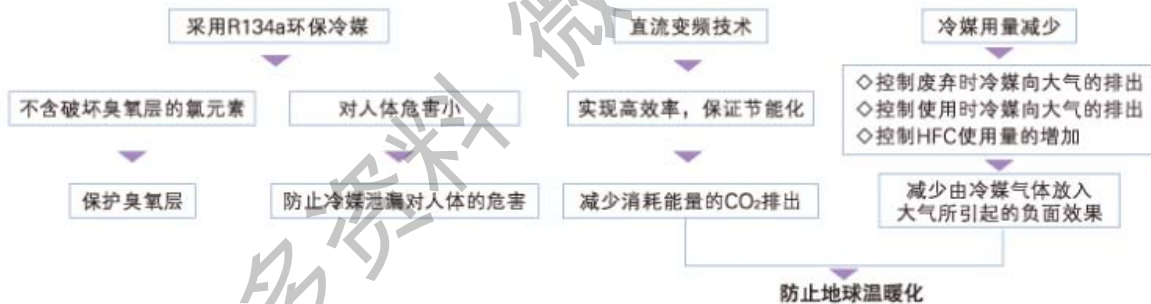 采用R134a环保冷媒
直流变频技术
冷媒用量减少
不含破坏臭氧层的氯元素
对人体危害小
实现高效率，保证节能化
◇控制废弃时冷媒向大气的排出
◇控制使用时冷媒向大气的排出
◇控制HFC使用量的增加
保护臭氧层
防止冷媒泄漏对人体的危害
减少消耗能量的CO₂排出
减少由冷媒气体放入
大气所引起的负面效果
防止地球温暖化
多资料 微